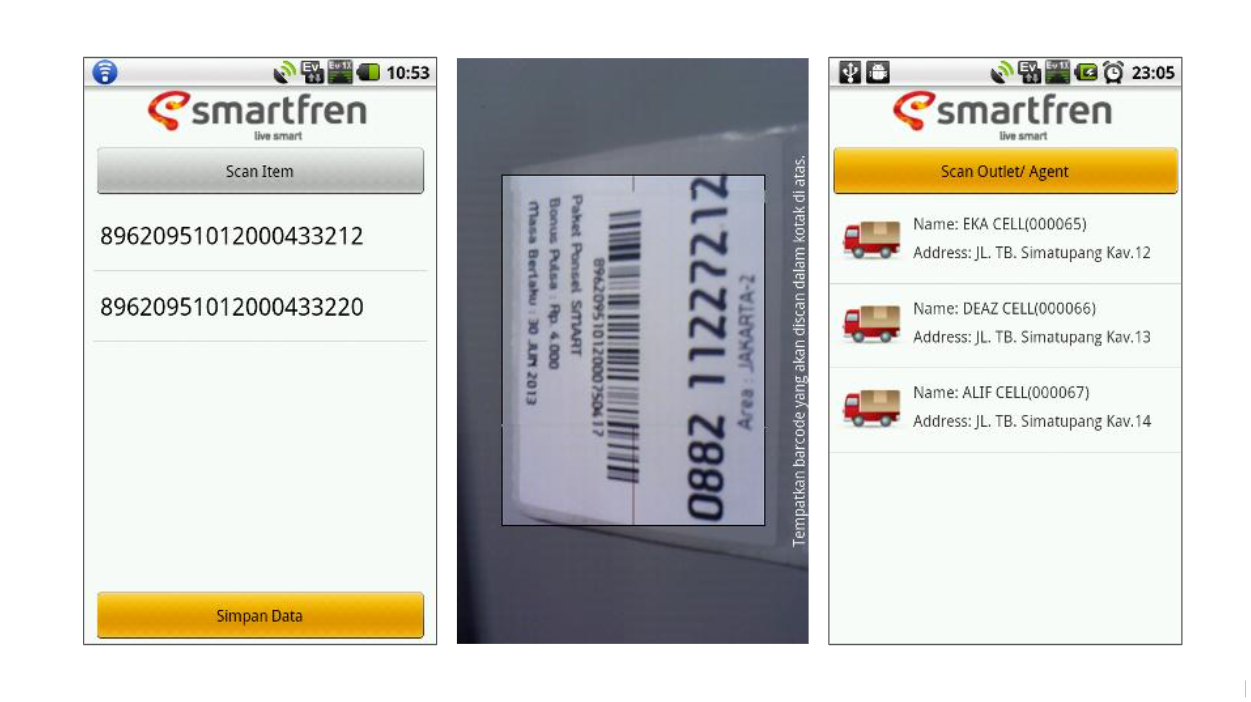 10:53
smartfren
live smart
Scan Item
89620951012000433212
89620951012000433220
Simpan Data
0882 11227212
Area : JAKARTA-2
8962095101200075041?
Paket Ponsel SMART
Bonus Pulsa : Rp. 4.000
Masa Berlaku : 30 JUN 2013
Tempatkan barcode yang akan discan dalam kotak di atas.
23:05
smartfren
live smart
Scan Outlet/ Agent
Name: EKA CELL(000065)
Address: JL. TB. Simatupang Kav.12
Name: DEAZ CELL(000066)
Address: JL. TB. Simatupang Kav.13
Name: ALIF CELL(000067)
Address: JL. TB. Simatupang Kav.14